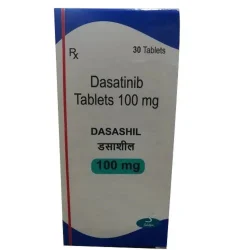 Rx
30 Tablets
Dasatinib
Tablets 100 mg
DASASHIL
डसाशील
100 mg